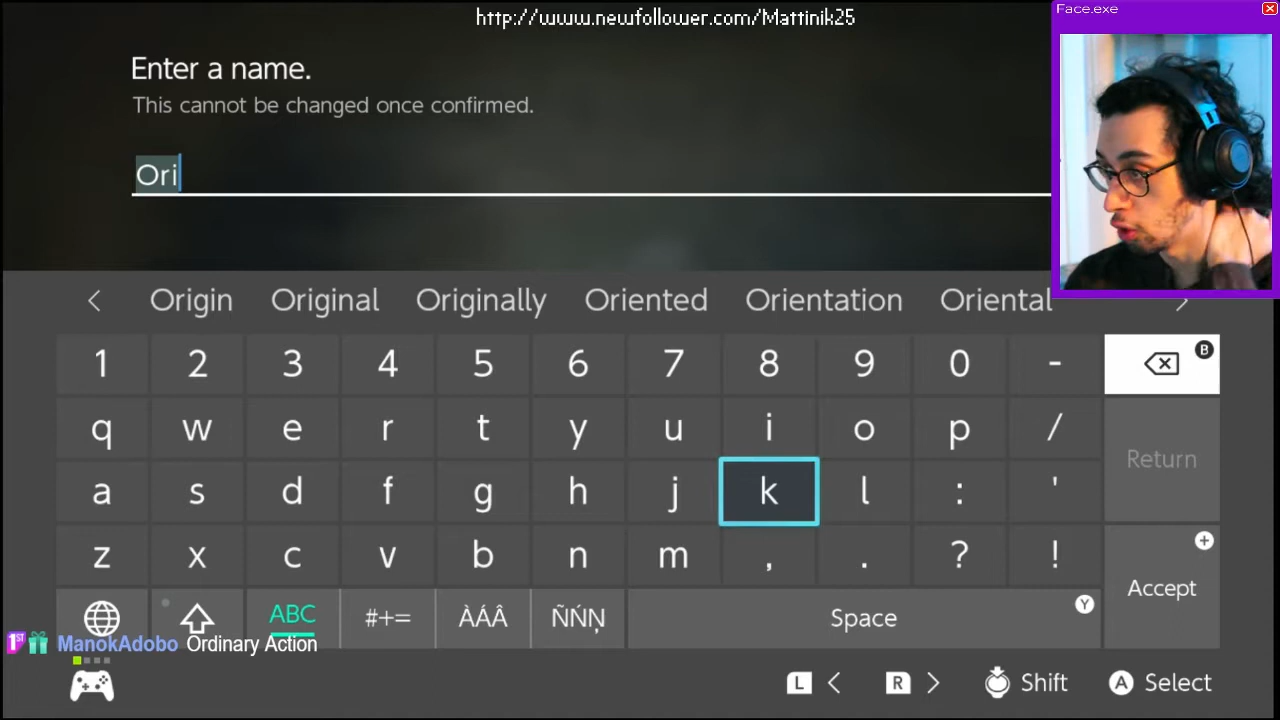 http://www.newfollower.com/Mattinik25
Face.exe
Enter a name.
This cannot be changed once confirmed.
Ori
Origin Original Originally Oriented Orientation Oriental
1 2 3 4 5 6 7 8 9 0 - B
q w e r t y u i o p /
Return
a s d f g h j k l : '
z x c v b n m , . ? ! +
Accept
ABC #+= ÀÁÂ ÑŃŅ Space Y
1ST ManokAdobo Ordinary Action
L R Shift A Select